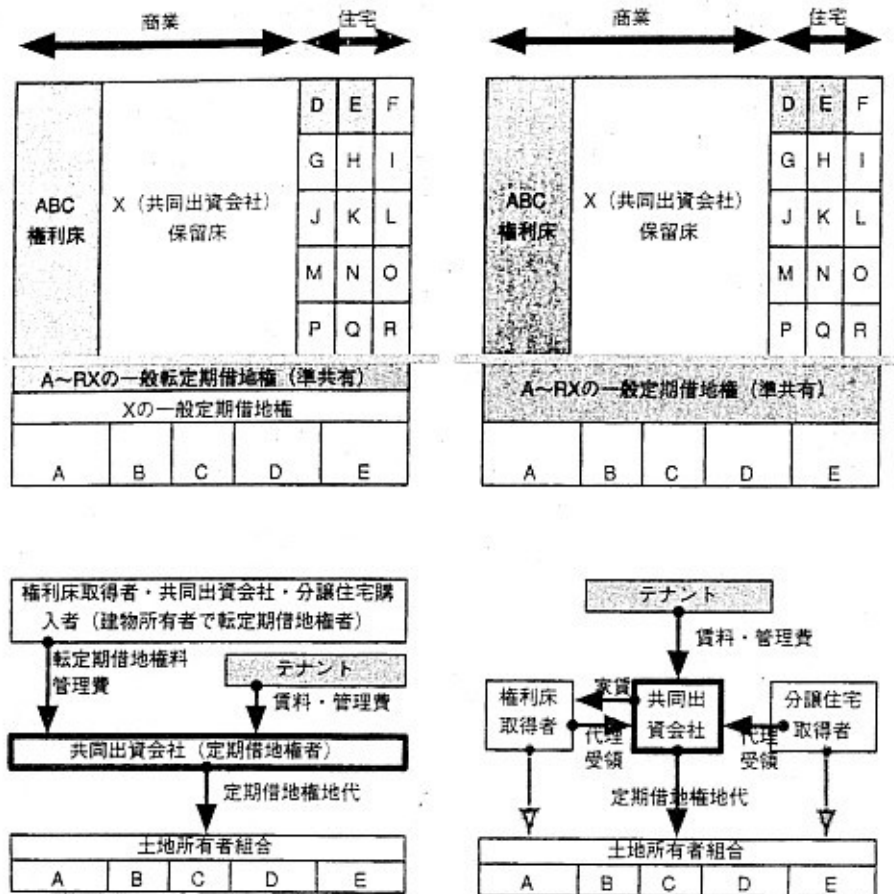 商業
住宅
D E F
G H I
ABC
権利床
X（共同出資会社）
保留床
J K L
M N O
P Q R
A～RXの一般転定期借地権（準共有）
Xの一般定期借地権
A B C D E
商業
住宅
D E F
G H I
ABC
権利床
X（共同出資会社）
保留床
J K L
M N O
P Q R
A～RXの一般定期借地権（準共有）
A B C D E
権利床取得者・共同出資会社・分譲住宅購
入者（建物所有者で転定期借地権者）
転定期借地権料
管理費
テナント
賃料・管理費
共同出資会社（定期借地権者）
定期借地権地代
土地所有者組合
A B C D E
テナント
賃料・管理費
権利床
取得者
家賃
共同出
資会社
分譲住宅
取得者
代理
受領
代理
受領
定期借地権地代
土地所有者組合
A B C D E